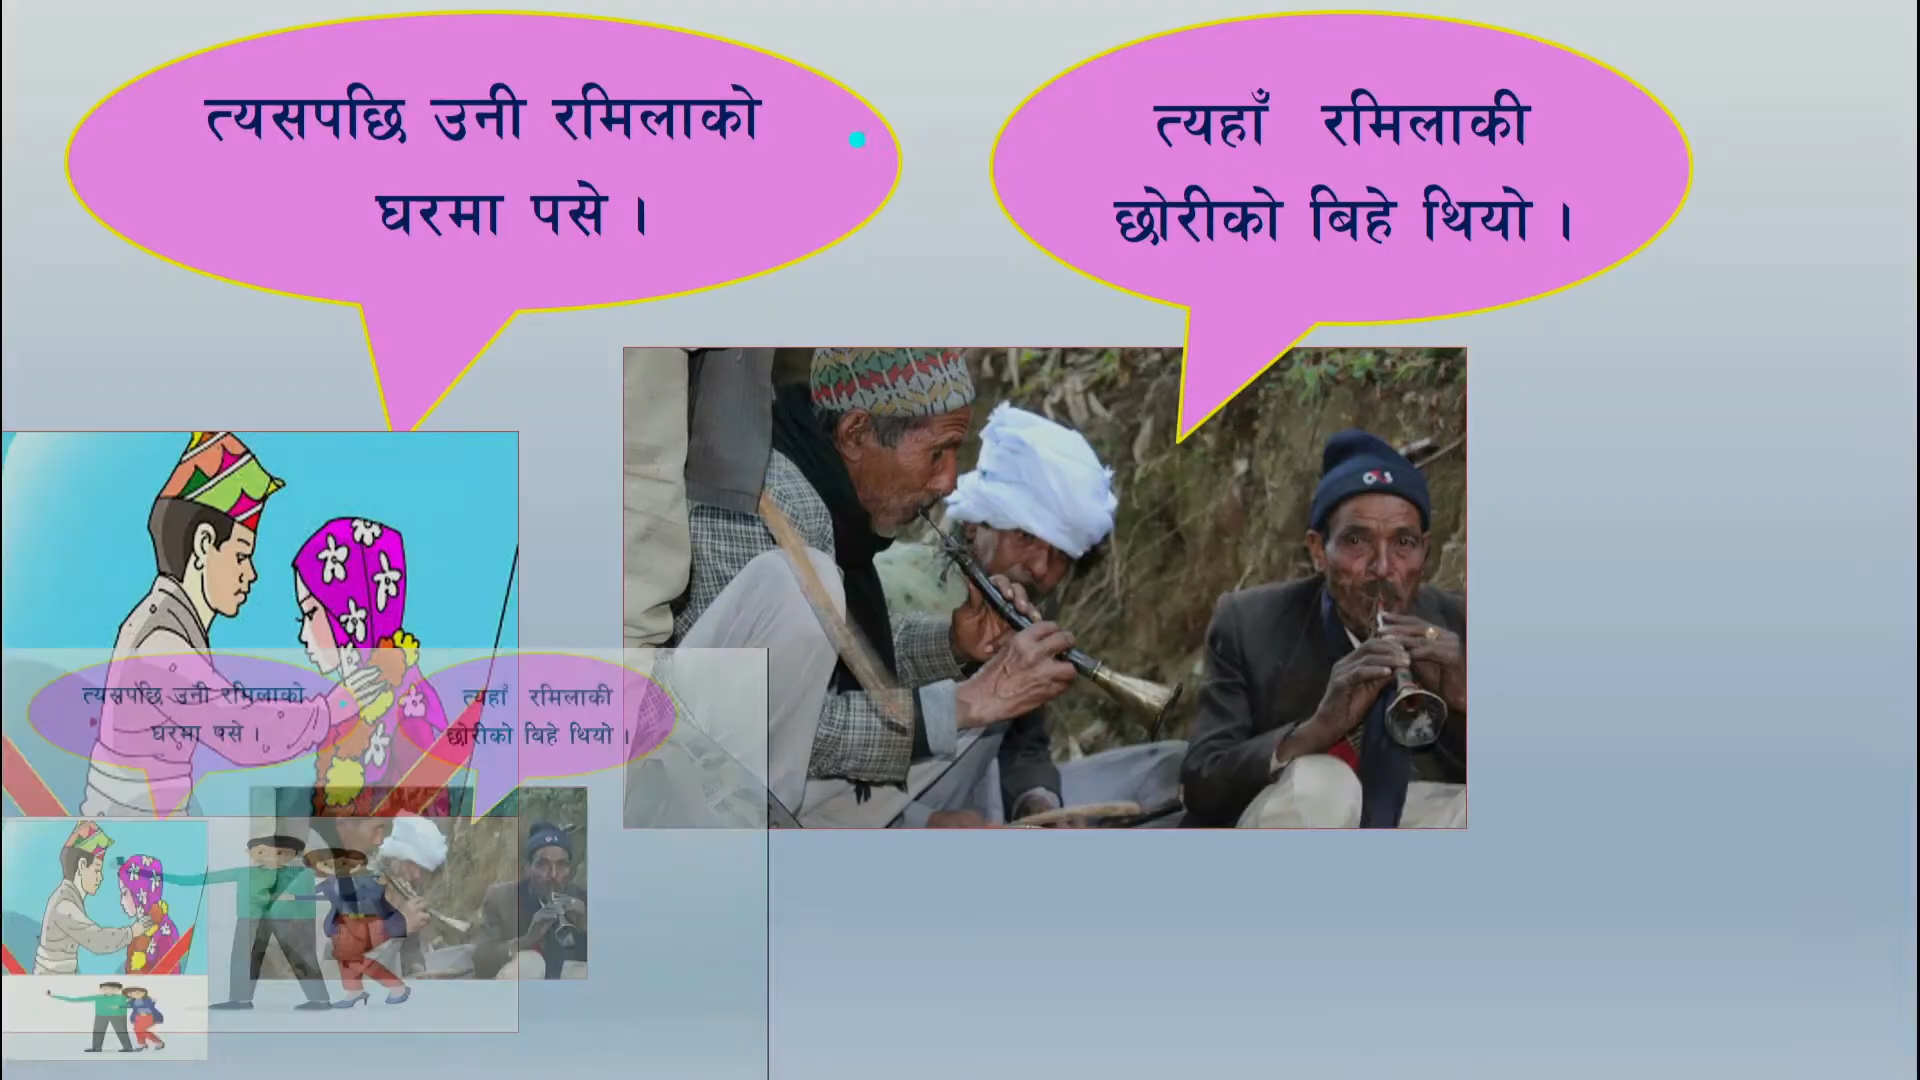 त्यसपछि उनी रमिलाको
घरमा पसे ।
त्यहाँ रमिलाकी
छोरीको बिहे थियो ।
त्यसपछि उनी रमिलाको
घरमा पसे ।
त्यहाँ रमिलाकी
छोरीको बिहे थियो ।